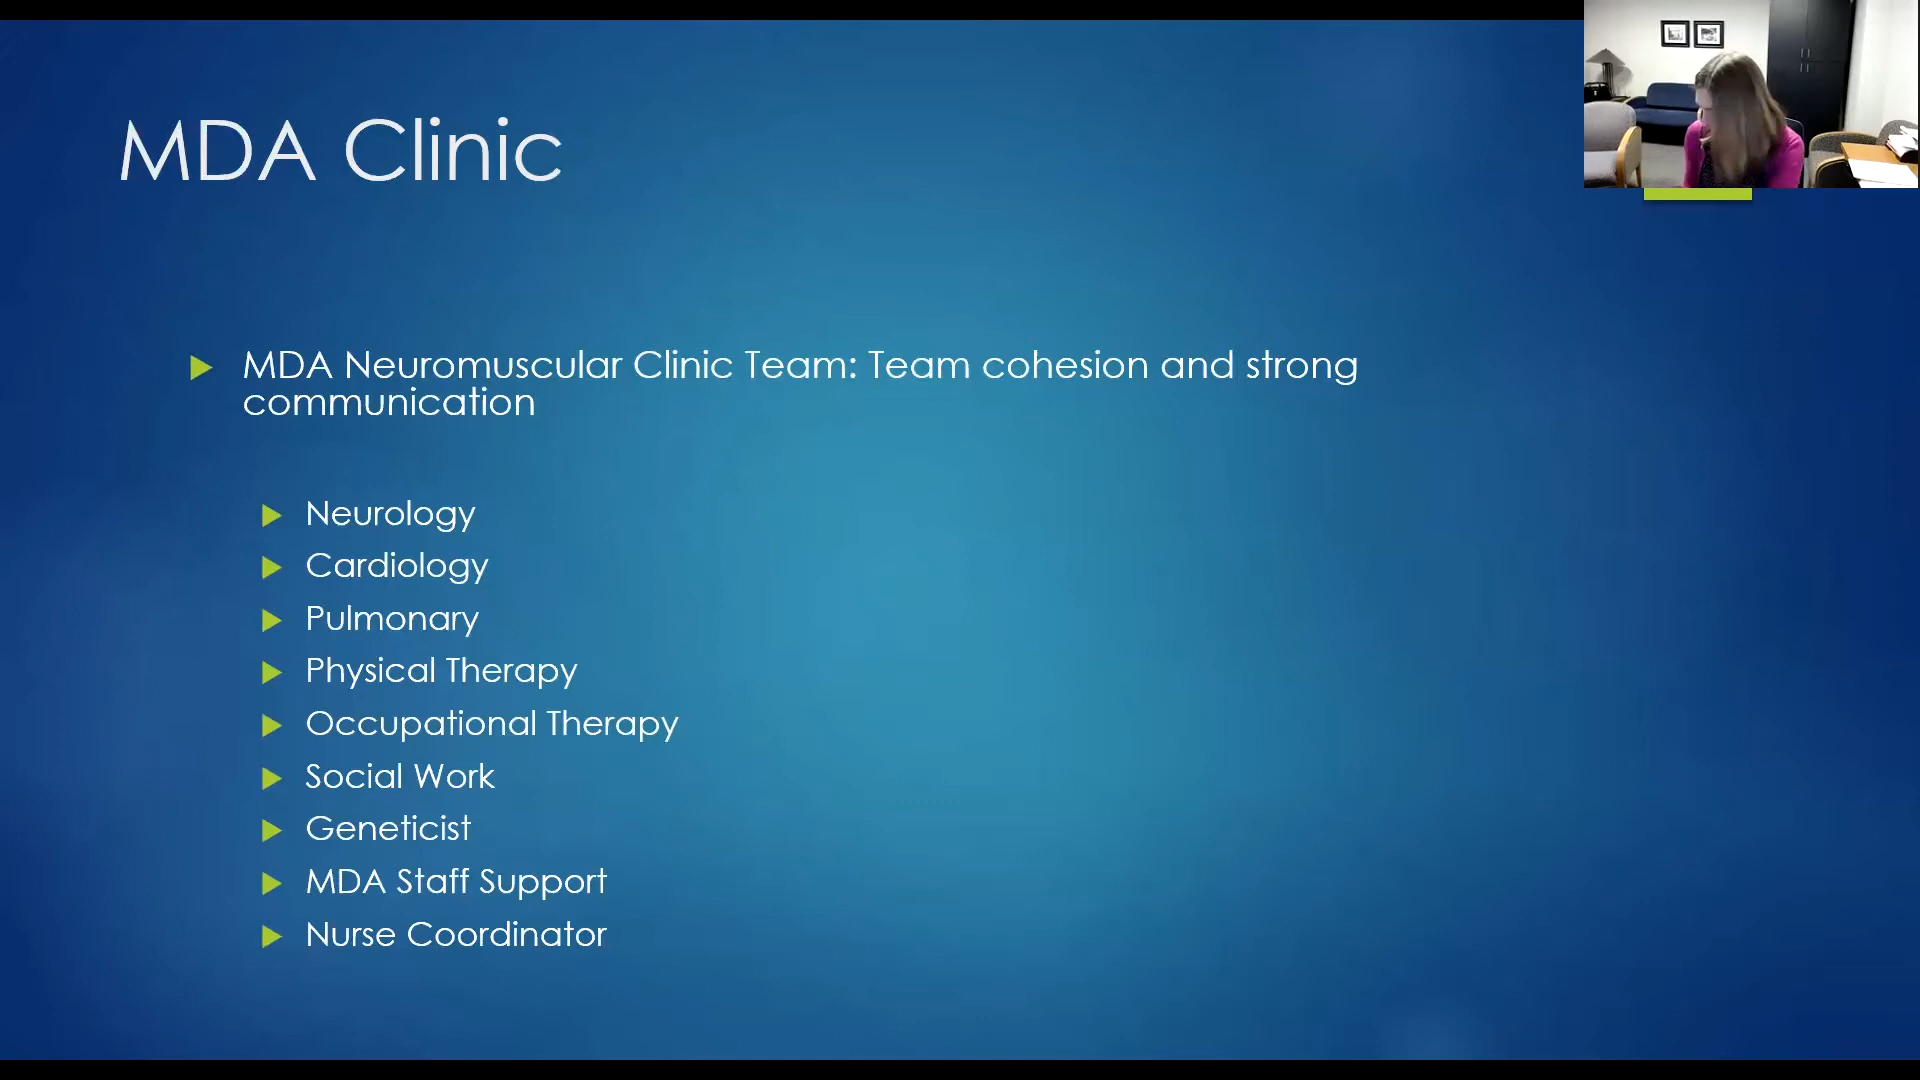 MDA Clinic
MDA Neuromuscular Clinic Team: Team cohesion and strong
communication
Neurology
Cardiology
Pulmonary
Physical Therapy
Occupational Therapy
Social Work
Geneticist
MDA Staff Support
Nurse Coordinator